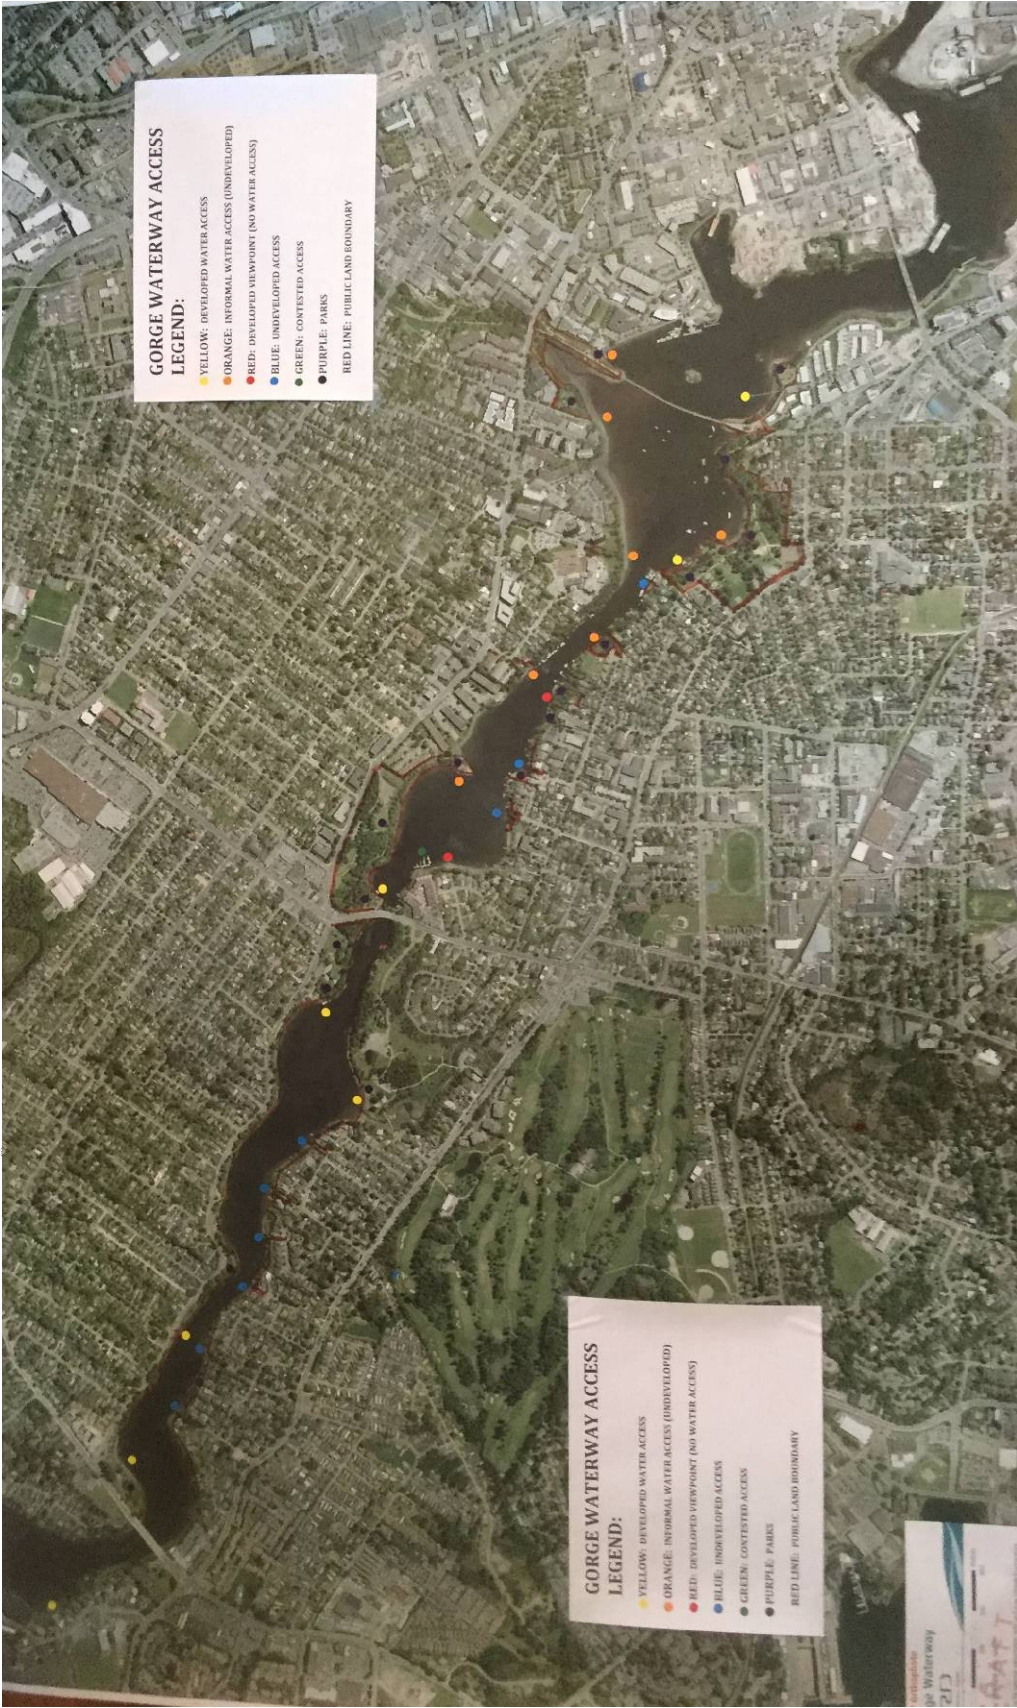 GORGE WATERWAY ACCESS
LEGEND:
YELLOW: DEVELOPED WATER ACCESS
ORANGE: INFORMAL WATER ACCESS (UNDEVELOPED)
RED: DEVELOPED VIEWPOINT (NO WATER ACCESS)
BLUE: UNDEVELOPED ACCESS
GREEN: CONTESTED ACCESS
PURPLE: PARKS
RED LINE: PUBLIC LAND BOUNDARY
GORGE WATERWAY ACCESS
LEGEND:
YELLOW: DEVELOPED WATER ACCESS
ORANGE: INFORMAL WATER ACCESS (UNDEVELOPED)
RED: DEVELOPED VIEWPOINT (NO WATER ACCESS)
BLUE: UNDEVELOPED ACCESS
GREEN: CONTESTED ACCESS
PURPLE: PARKS
RED LINE: PUBLIC LAND BOUNDARY
Waterway